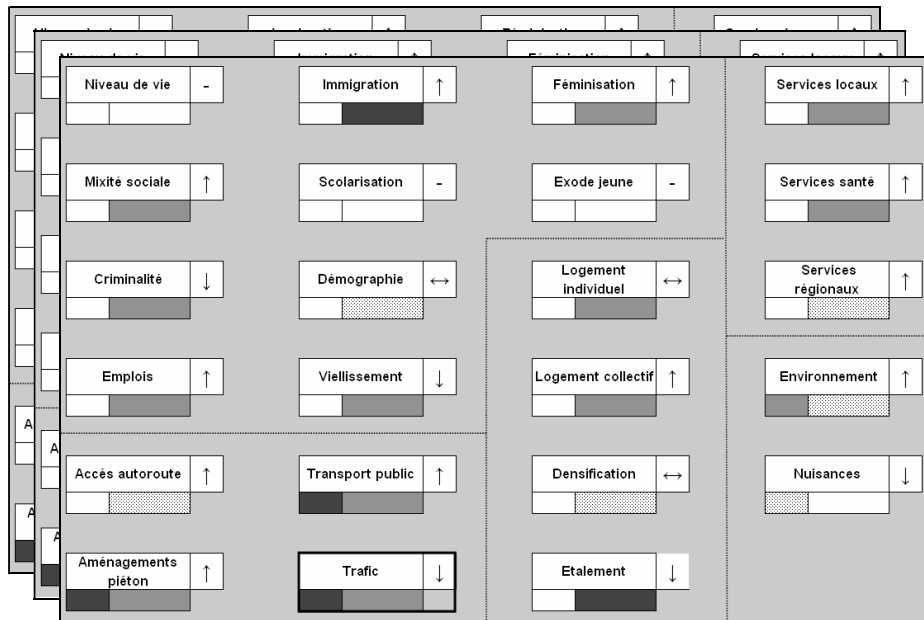 Niveau de vie -
Immigration ↑
Féminisation ↑
Services locaux ↑
Mixité sociale ↑
Scolarisation -
Exode jeune -
Services santé ↑
Criminalité ↓
Démographie ↔
Logement
individuel ↔
Services
régionaux ↑
Emplois ↑
Viellissement ↓
Logement collectif ↑
Environnement ↑
Accès autoroute ↑
Transport public ↑
Densification ↔
Nuisances ↓
Aménagements
piéton ↑
Trafic ↓
Etalement ↓